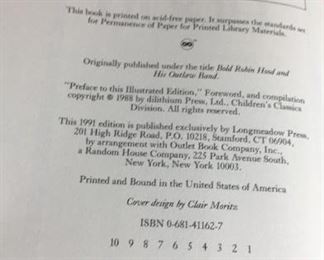 This book is printed on acid-free paper. It surpasses the standards set
for Permanence of Paper for Printed Library Materials.
Originally published under the title Bold Robin Hood and
His Outlaw Band.
"Preface to this Illustrated Edition," Foreword, and compilation
copyright © 1988 by dilithium Press, Ltd., Children's Classics
Division. All rights reserved.
This 1991 edition is published exclusively by Longmeadow Press,
201 High Ridge Road, P.O. 10218, Stamford, CT 06904,
by arrangement with Outlet Book Company, Inc.,
a Random House Company, 225 Park Avenue South,
New York, New York 10003.
Printed and Bound in the United States of America
Cover design by Clair Moritz
ISBN 0-681-41162-7
10 9 8 7 6 5 4 3 2 1